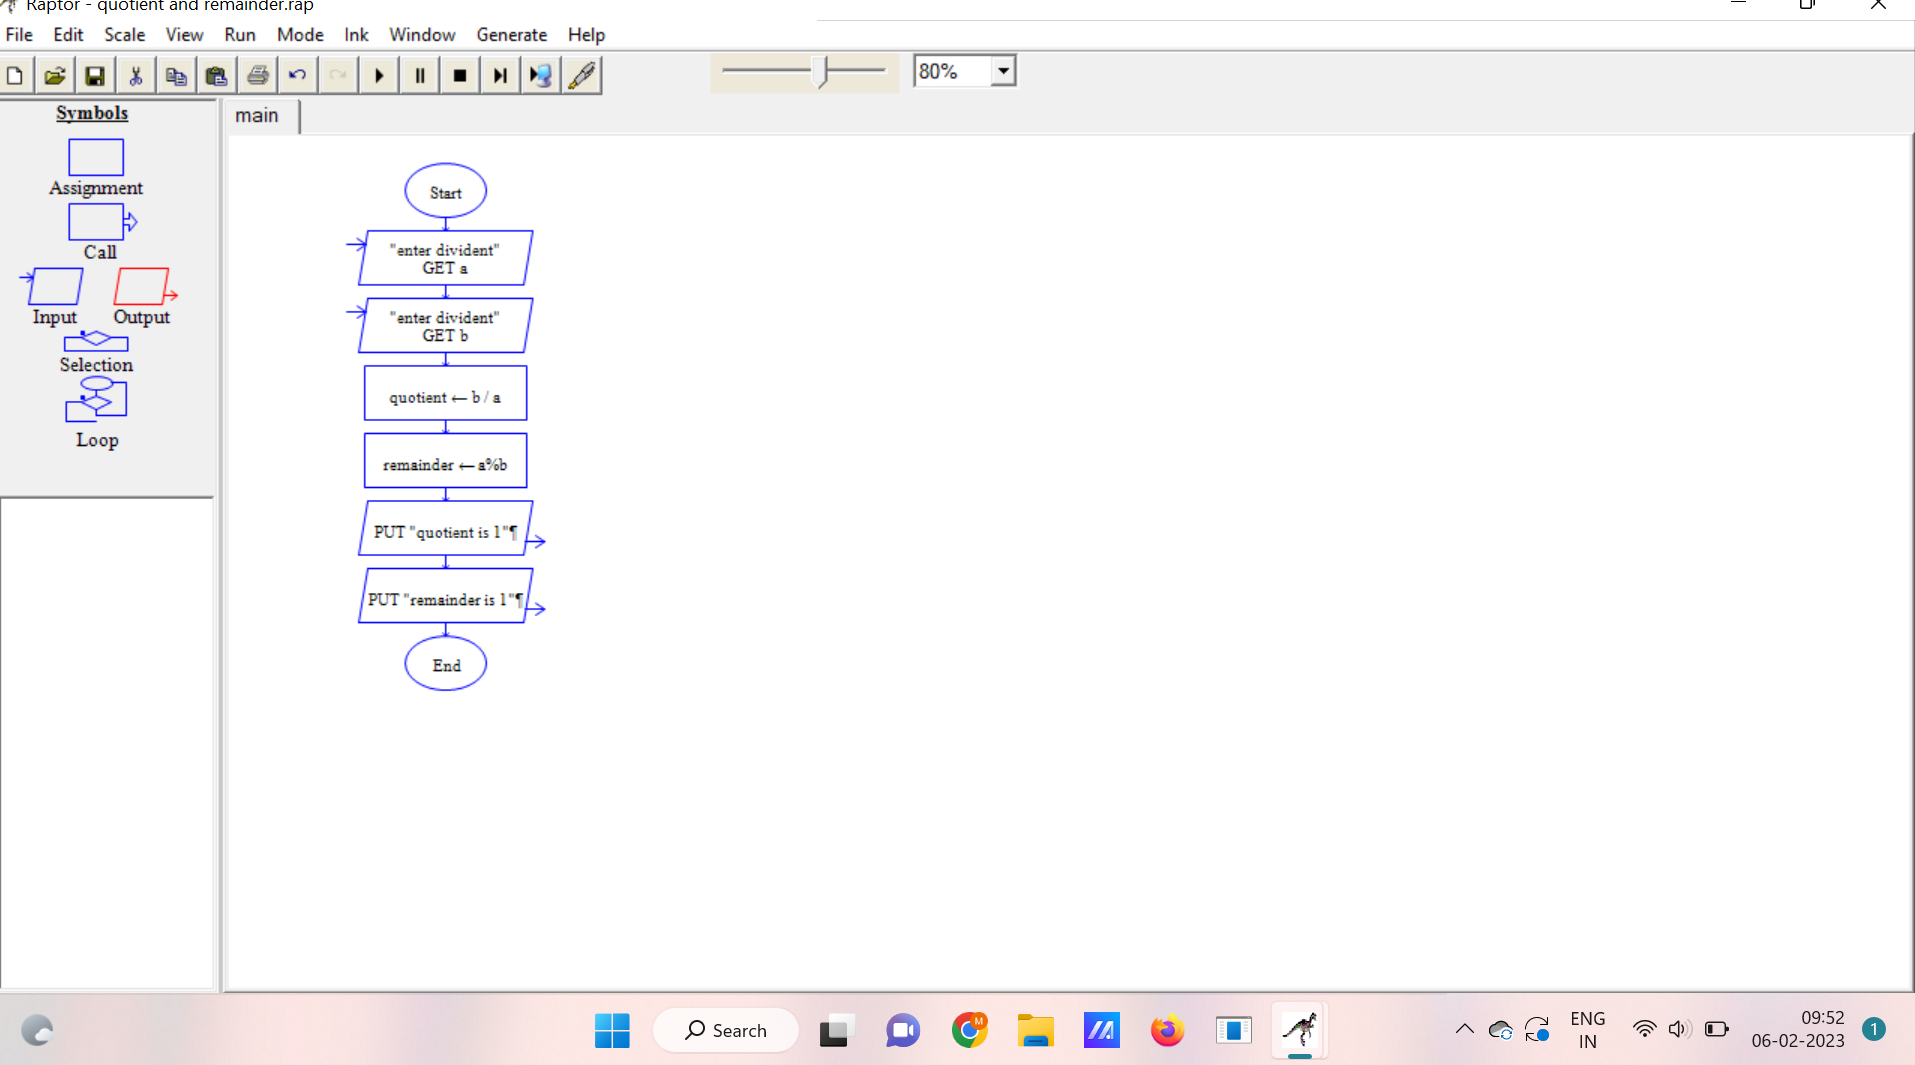 Raptor - quotient and remainder.rap
File Edit Scale View Run Mode Ink Window Generate Help
80%
Symbols
main
Assignment
Call
Input Output
Selection
Loop
Start
"enter divident"
GET a
"enter divident"
GET b
quotient ← b / a
remainder ← a%b
PUT "quotient is 1"¶
PUT "remainder is 1"¶
End
Search
M
ENG
IN
09:52
06-02-2023
1